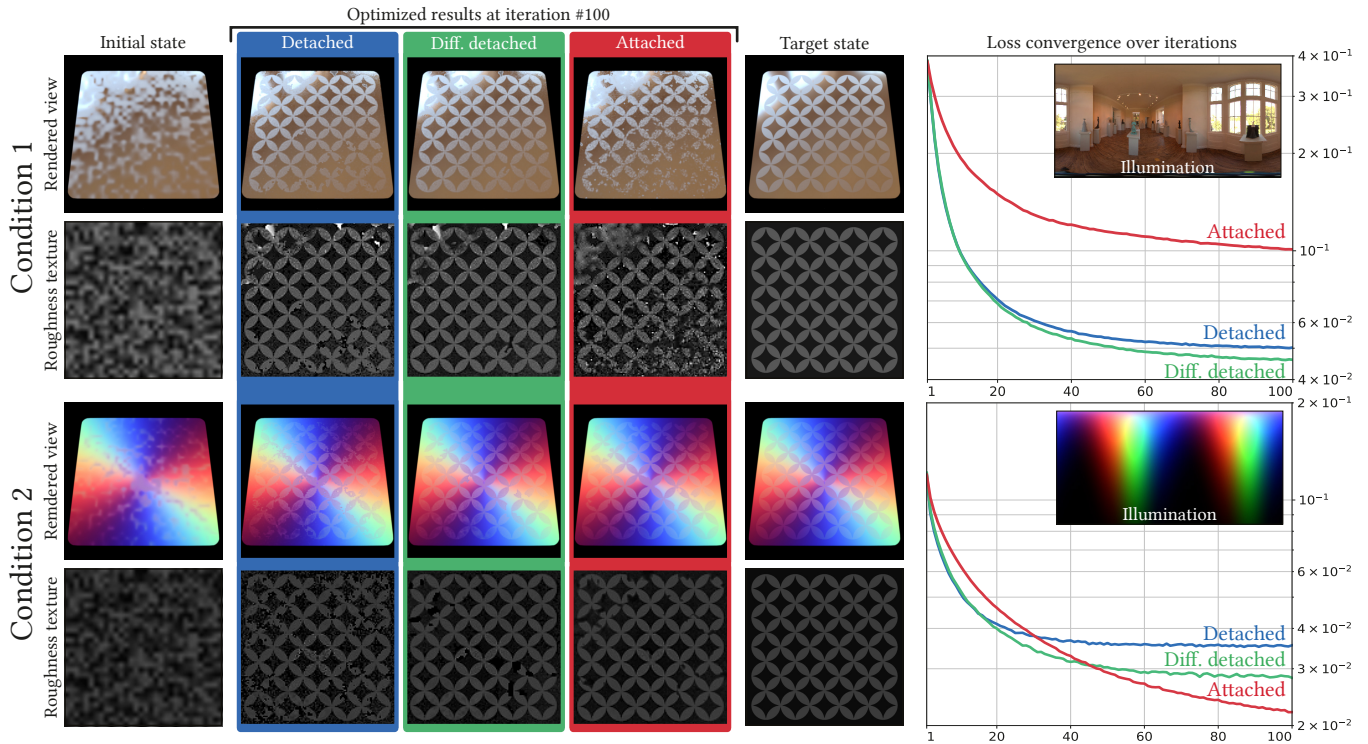 Optimized results at iteration #100
Initial state
Detached
Diff. detached
Attached
Target state
Loss convergence over iterations
Condition 1
Rendered view
Roughness texture
Illumination
Attached
Detached
Diff. detached
4 × 10⁻¹
3 × 10⁻¹
2 × 10⁻¹
10⁻¹
6 × 10⁻²
4 × 10⁻²
1 20 40 60 80 100
Condition 2
Rendered view
Roughness texture
Illumination
Detached
Diff. detached
Attached
2 × 10⁻¹
10⁻¹
6 × 10⁻²
4 × 10⁻²
3 × 10⁻²
2 × 10⁻²
1 20 40 60 80 100